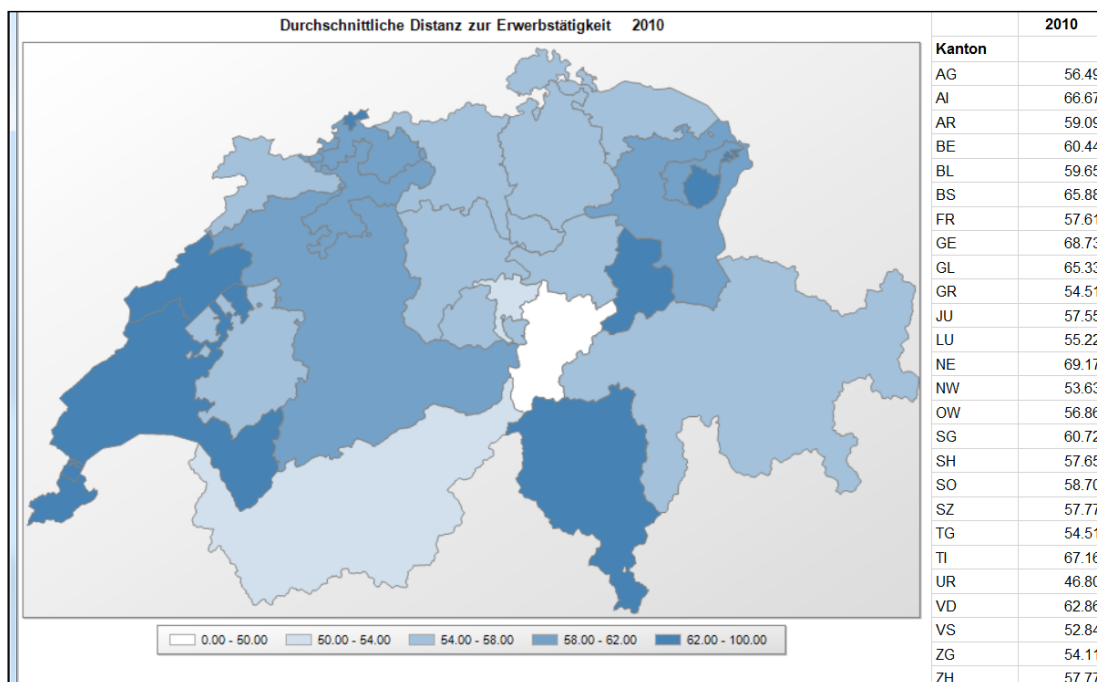 Durchschnittliche Distanz zur Erwerbstätigkeit 2010
0.00 - 50.00 50.00 - 54.00 54.00 - 58.00 58.00 - 62.00 62.00 - 100.00
2010
Kanton
AG 56.49
AI 66.67
AR 59.09
BE 60.44
BL 59.65
BS 65.88
FR 57.61
GE 68.73
GL 65.33
GR 54.51
JU 57.55
LU 55.22
NE 69.17
NW 53.63
OW 56.86
SG 60.72
SH 57.65
SO 58.70
SZ 57.77
TG 54.51
TI 67.16
UR 46.80
VD 62.86
VS 52.84
ZG 54.11
ZH 57.77